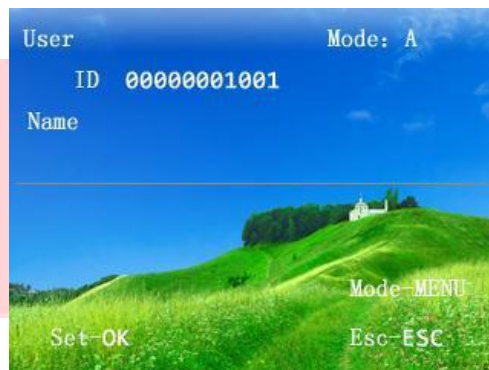 User Mode: A
ID 00000001001
Name
Mode-MENU
Set-OK Esc-ESC